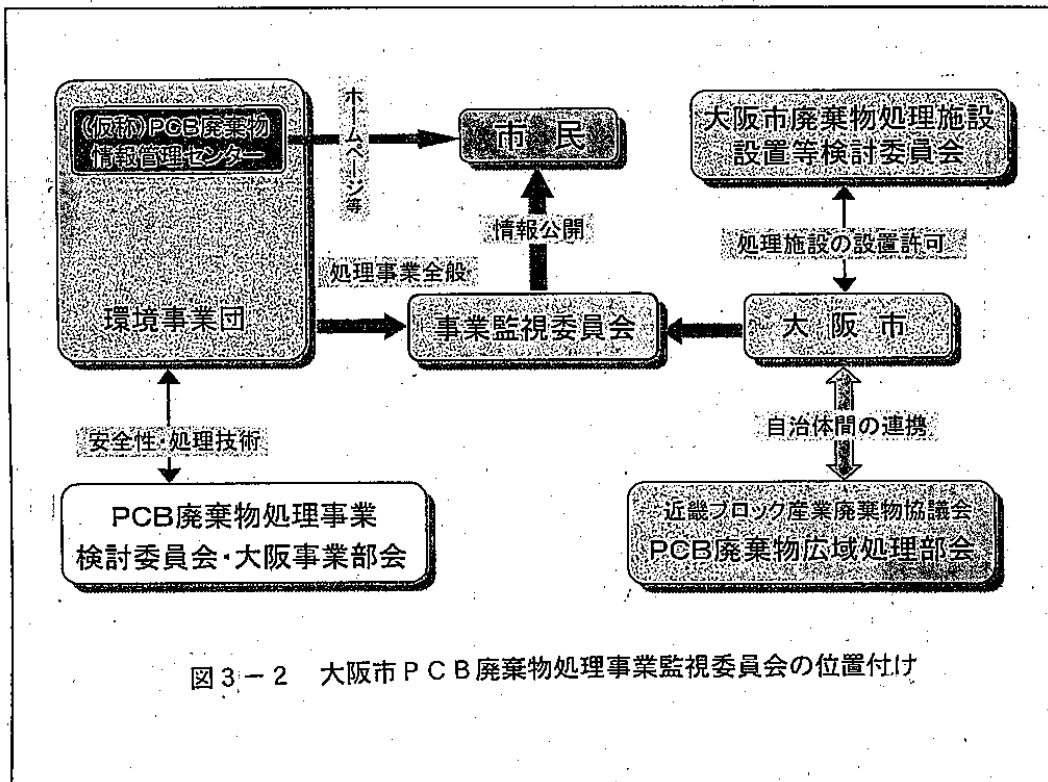 (仮称)PCB廃棄物
情報管理センター
環境事業団
ホームページ等
市民
情報公開
処理事業全般
事業監視委員会
大阪市廃棄物処理施設
設置等検討委員会
処理施設の設置許可
大阪市
自治体間の連携
近畿ブロック産業廃棄物協議会
PCB廃棄物広域処理部会
安全性・処理技術
PCB廃棄物処理事業
検討委員会・大阪事業部会
図3-2 大阪市PCB廃棄物処理事業監視委員会の位置付け